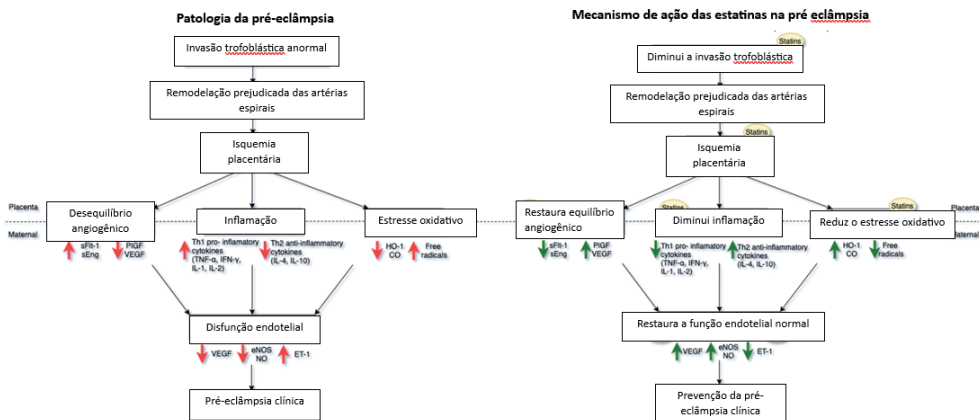 Patologia da pré-eclâmpsia
Invasão trofoblástica anormal
Remodelação prejudicada das artérias
espirais
Isquemia
placentária
Placenta
Maternal
Desequilíbrio
angiogênico
sFlt-1
sEng
PlGF
VEGF
Inflamação
Th1 pro- inflamatory
cytokines
(TNF-α, IFN-γ,
IL-1, IL-2)
Th2 anti-inflammatory
cytokines
(IL-4, IL-10)
Estresse oxidativo
HO-1
CO
Free
radicals
Disfunção endotelial
VEGF
eNOS
NO
ET-1
Pré-eclâmpsia clínica
Mecanismo de ação das estatinas na pré eclâmpsia
Statins
Diminui a invasão trofoblástica
Remodelação prejudicada das artérias
espirais
Statins
Isquemia
placentária
Restaura equilíbrio
angiogênico
sFlt-1
sEng
PlGF
VEGF
Statins
Diminui inflamação
Th1 pro- inflamatory
cytokines
(TNF-α, IFN-γ,
IL-1, IL-2)
Th2 anti-inflammatory
cytokines
(IL-4, IL-10)
Statins
Reduz o estresse oxidativo
HO-1
CO
Free
radicals
Placenta
Maternal
Restaura a função endotelial normal
VEGF
eNOS
NO
ET-1
Prevenção da pré-
eclâmpsia clínica